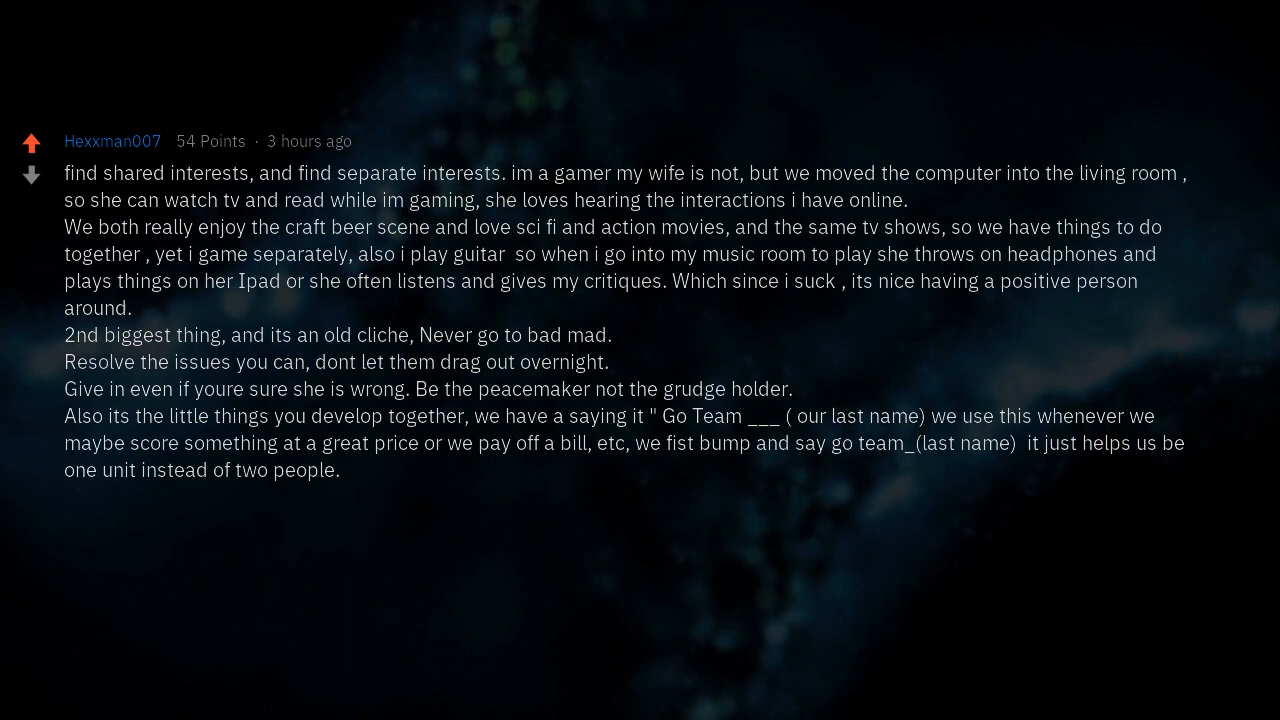 Hexxman007 54 Points · 3 hours ago
find shared interests, and find separate interests. im a gamer my wife is not, but we moved the computer into the living room ,
so she can watch tv and read while im gaming, she loves hearing the interactions i have online.
We both really enjoy the craft beer scene and love sci fi and action movies, and the same tv shows, so we have things to do
together , yet i game separately, also i play guitar  so when i go into my music room to play she throws on headphones and
plays things on her Ipad or she often listens and gives my critiques. Which since i suck , its nice having a positive person
around.
2nd biggest thing, and its an old cliche, Never go to bad mad.
Resolve the issues you can, dont let them drag out overnight.
Give in even if youre sure she is wrong. Be the peacemaker not the grudge holder.
Also its the little things you develop together, we have a saying it " Go Team ___ ( our last name) we use this whenever we
maybe score something at a great price or we pay off a bill, etc, we fist bump and say go team_(last name)  it just helps us be
one unit instead of two people.